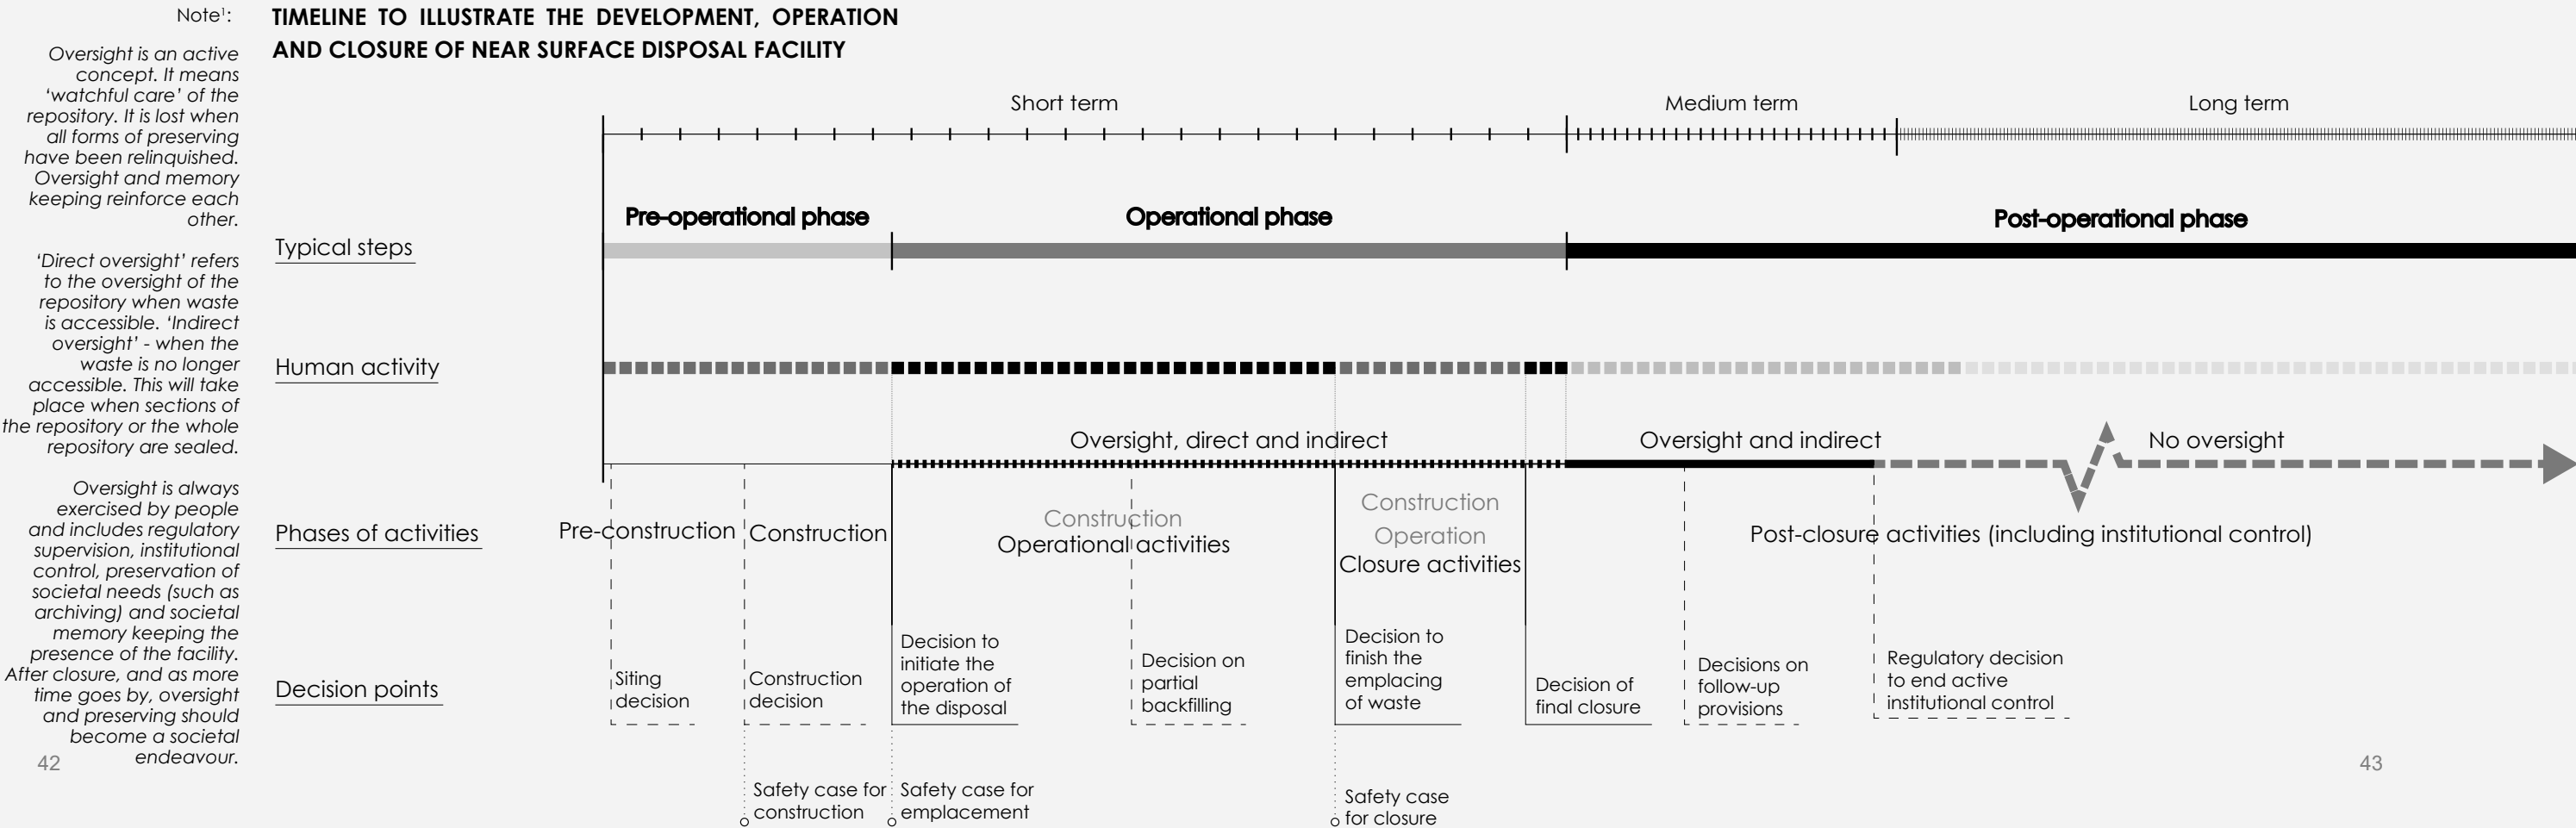 Note¹:
Oversight is an active
concept. It means
‘watchful care’ of the
repository. It is lost when
all forms of preserving
have been relinquished.
Oversight and memory
keeping reinforce each
other.
‘Direct oversight’ refers
to the oversight of the
repository when waste
is accessible. ‘Indirect
oversight’ - when the
waste is no longer
accessible. This will take
place when sections of
the repository or the whole
repository are sealed.
Oversight is always
exercised by people
and includes regulatory
supervision, institutional
control, preservation of
societal needs (such as
archiving) and societal
memory keeping the
presence of the facility.
After closure, and as more
time goes by, oversight
and preserving should
become a societal
endeavour.
42
TIMELINE TO ILLUSTRATE THE DEVELOPMENT, OPERATION
AND CLOSURE OF NEAR SURFACE DISPOSAL FACILITY
Short term
Medium term
Long term
Typical steps
Pre-operational phase
Operational phase
Post-operational phase
Human activity
Oversight, direct and indirect
Oversight and indirect
No oversight
Phases of activities
Pre-construction
Construction
Construction
Operational activities
Construction
Operation
Closure activities
Post-closure activities (including institutional control)
Decision points
Siting
decision
Construction
decision
Decision to
initiate the
operation of
the disposal
Decision on
partial
backfilling
Decision to
finish the
emplacing
of waste
Decision of
final closure
Decisions on
follow-up
provisions
Regulatory decision
to end active
institutional control
Safety case for
construction
Safety case for
emplacement
Safety case
for closure
43